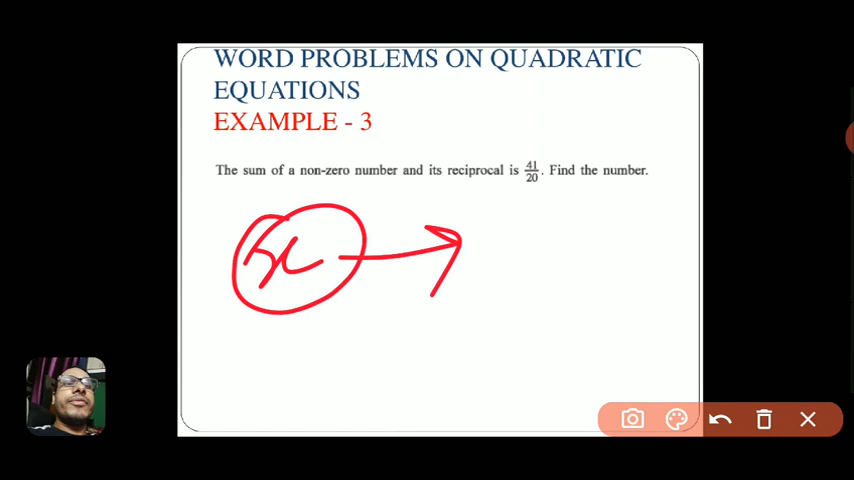 WORD PROBLEMS ON QUADRATIC
EQUATIONS
EXAMPLE - 3
The sum of a non-zero number and its reciprocal is 41/20. Find the number.
x